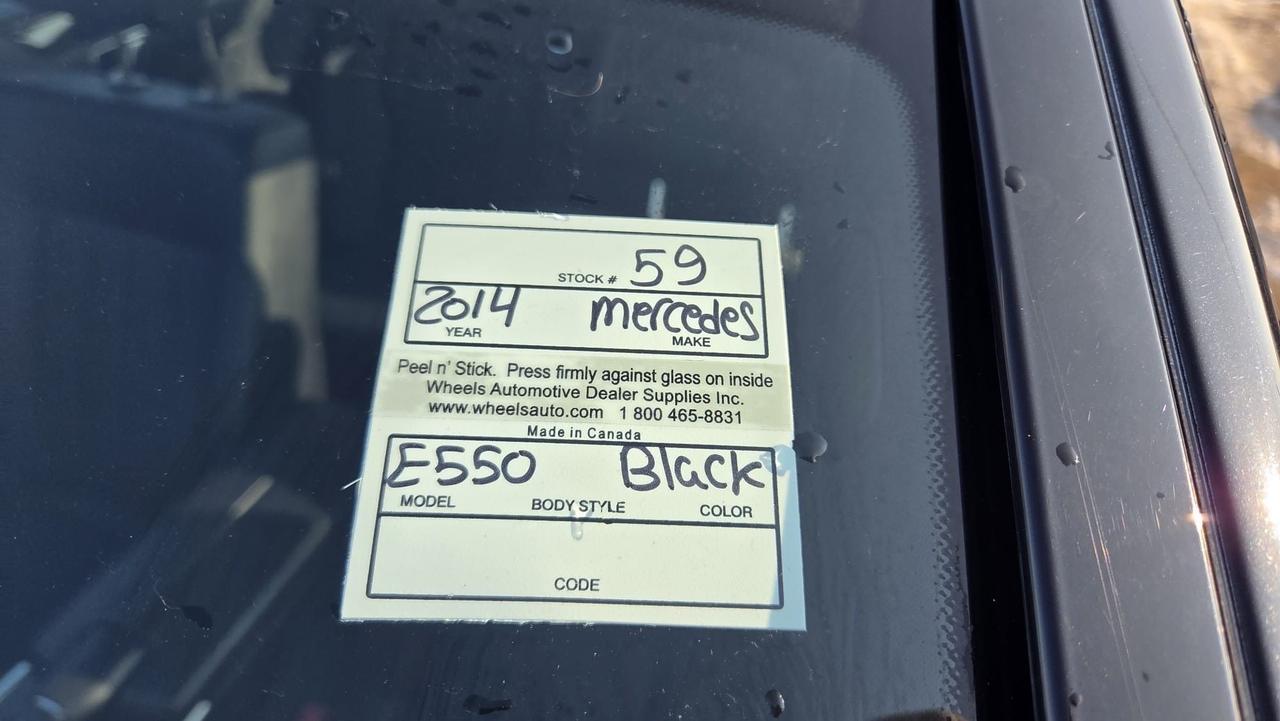 STOCK # 59
2014 mercedes
YEAR MAKE
Peel n' Stick. Press firmly against glass on inside
Wheels Automotive Dealer Supplies Inc.
www.wheelsauto.com 1 800 465-8831
Made in Canada
E550 Black
MODEL BODY STYLE COLOR
CODE